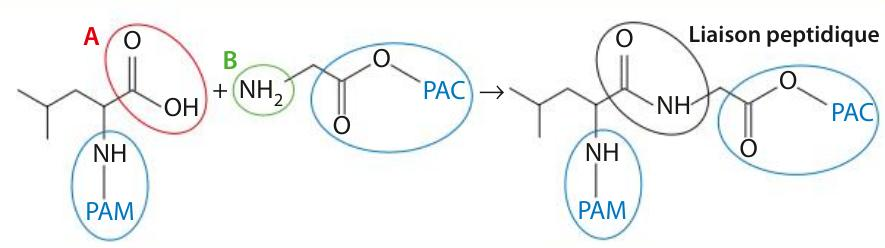 A
O
OH
NH
PAM
+
B
NH₂
O
O
PAC
→
Liaison peptidique
O
NH
NH
PAM
O
O
PAC